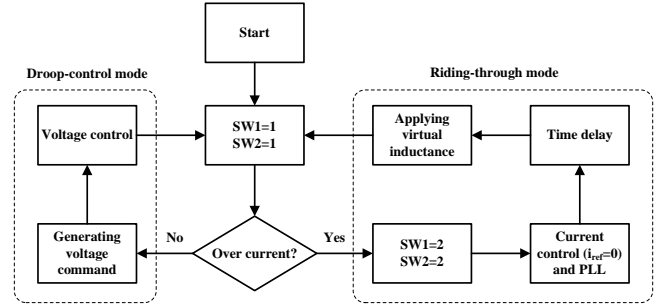 Start
Droop-control mode
Riding-through mode
Voltage control
SW1=1
SW2=1
Applying
virtual
inductance
Time delay
Generating
voltage
command
No
Over current?
Yes
SW1=2
SW2=2
Current
control (iref=0)
and PLL